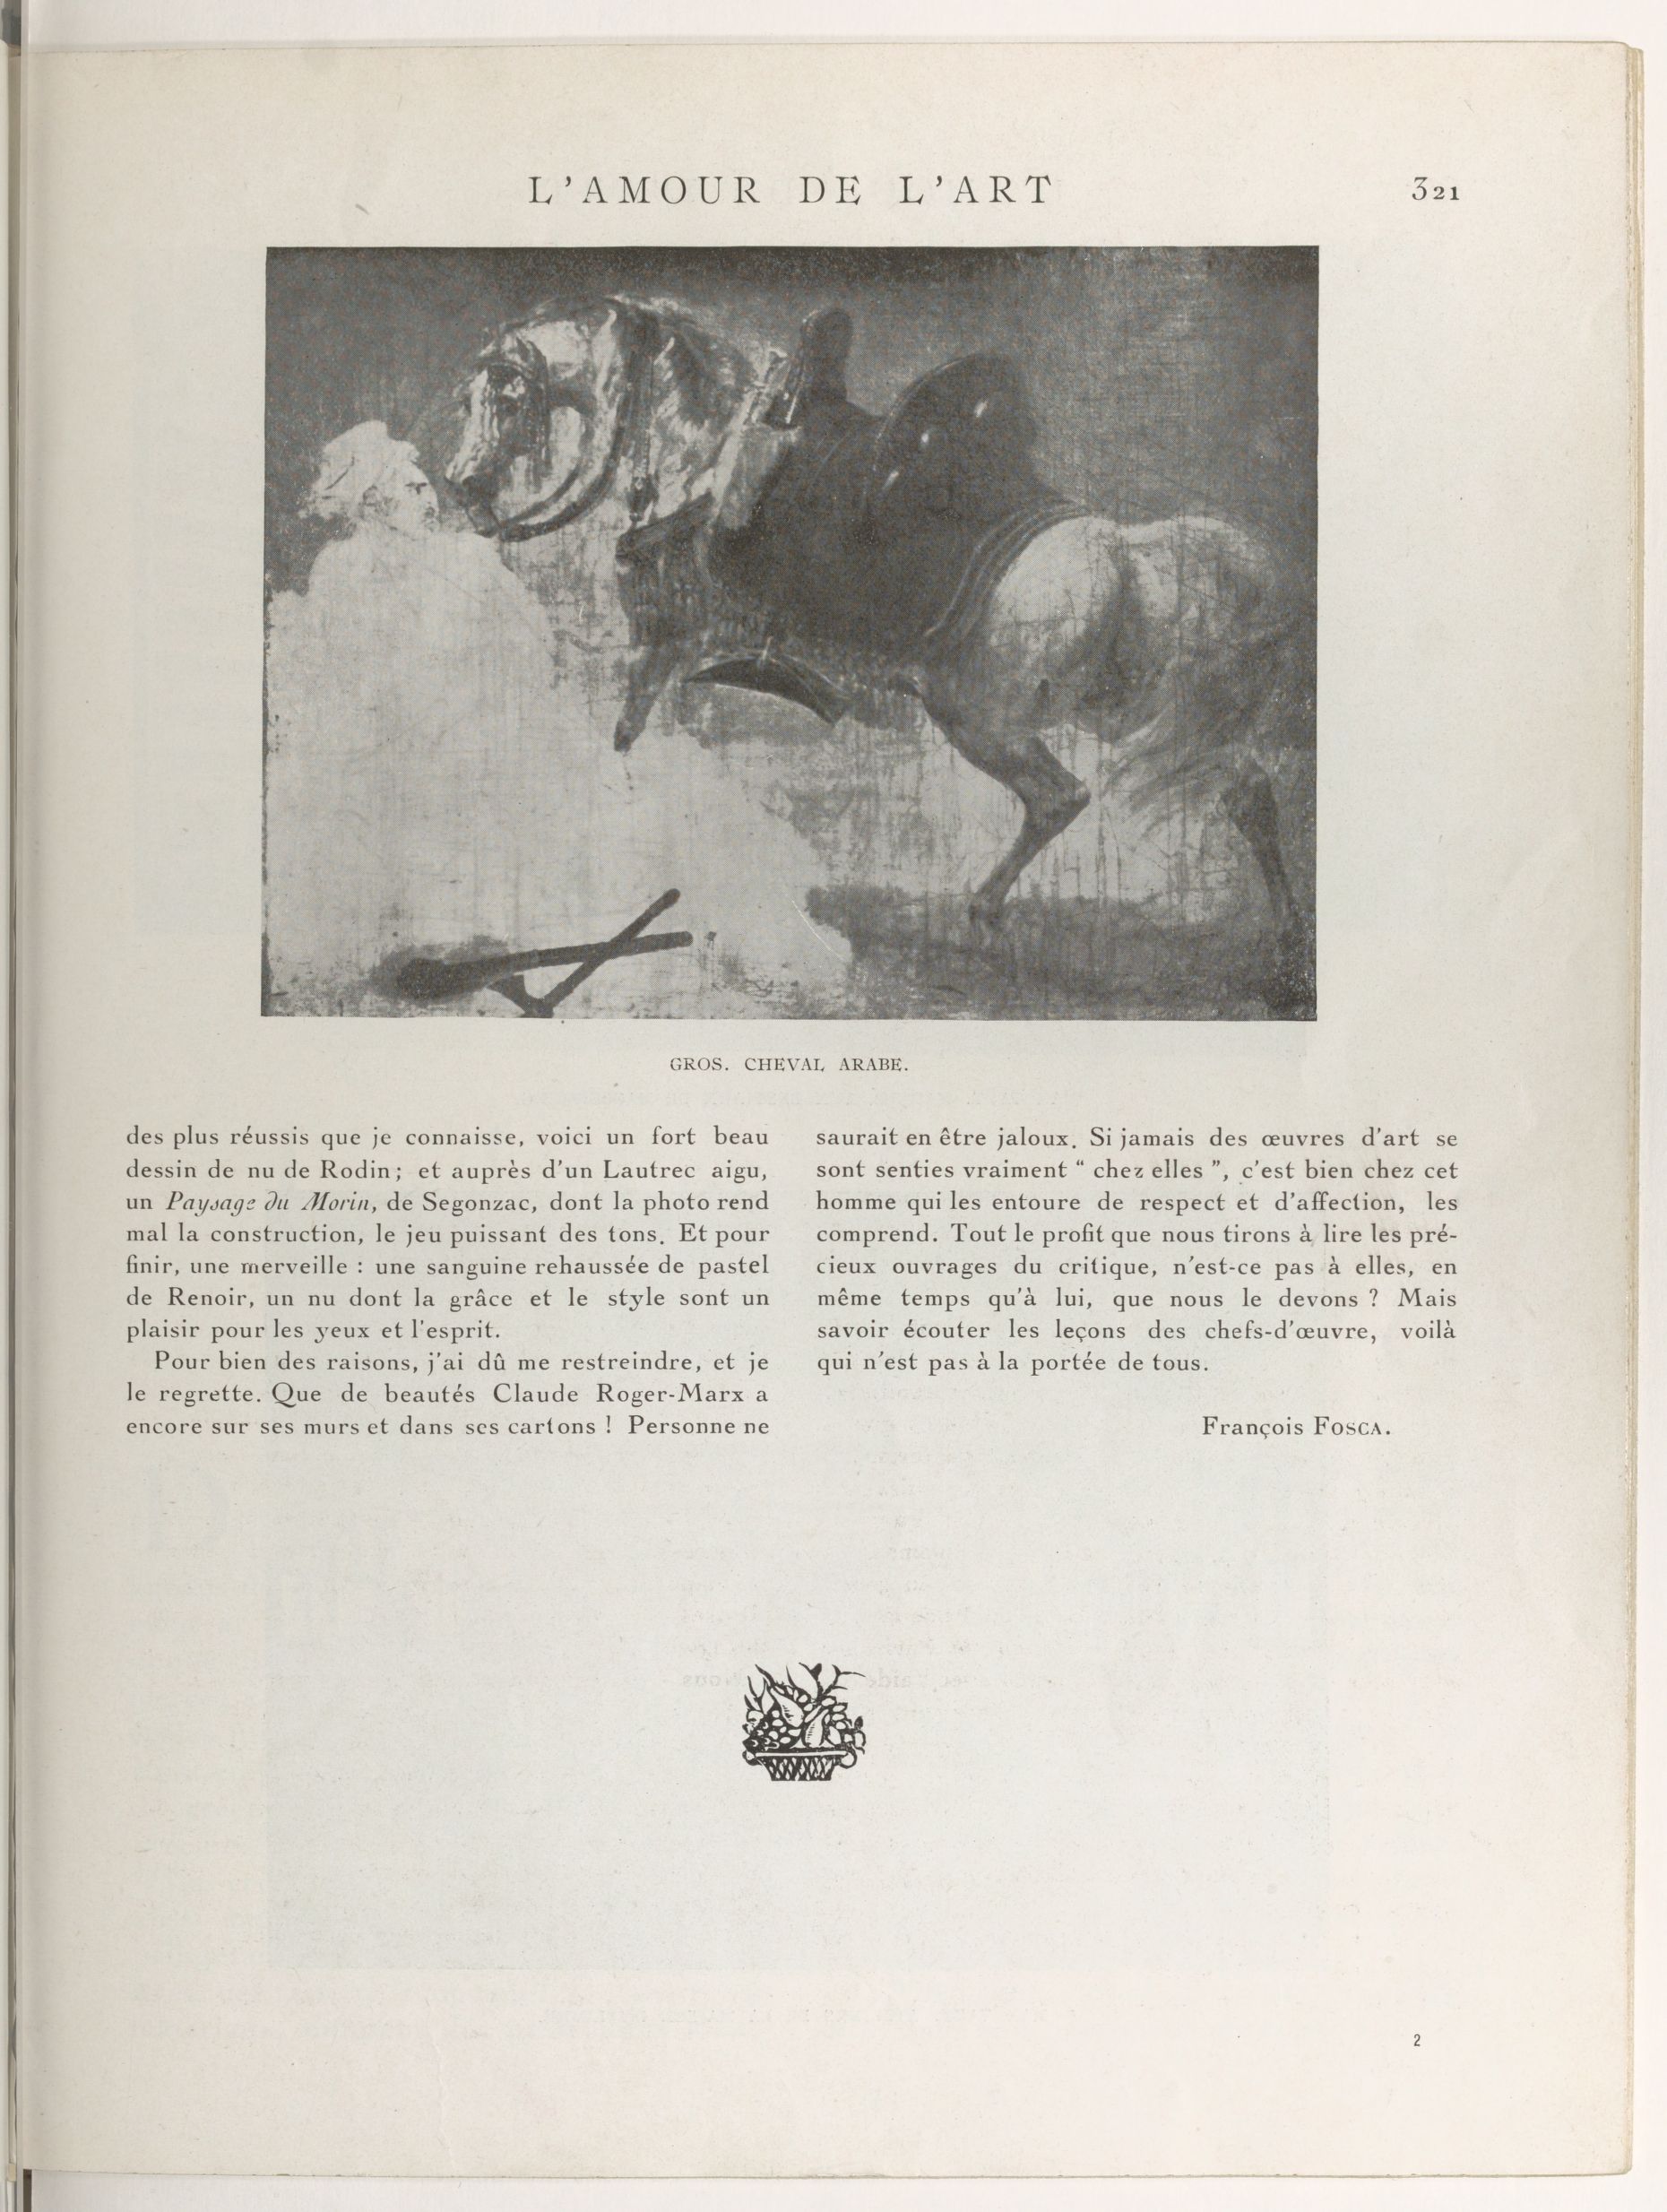 L'AMOUR DE L'ART 321
GROS. CHEVAL ARABE.
des plus réussis que je connaisse, voici un fort beau
dessin de nu de Rodin; et auprès d'un Lautrec aigu,
un Paysage du Morin, de Segonzac, dont la photo rend
mal la construction, le jeu puissant des tons. Et pour
finir, une merveille : une sanguine rehaussée de pastel
de Renoir, un nu dont la grâce et le style sont un
plaisir pour les yeux et l'esprit.
Pour bien des raisons, j'ai dû me restreindre, et je
le regrette. Que de beautés Claude Roger-Marx a
encore sur ses murs et dans ses cartons ! Personne ne
saurait en être jaloux. Si jamais des œuvres d'art se
sont senties vraiment “ chez elles ”, c'est bien chez cet
homme qui les entoure de respect et d'affection, les
comprend. Tout le profit que nous tirons à lire les pré-
cieux ouvrages du critique, n'est-ce pas à elles, en
même temps qu'à lui, que nous le devons ? Mais
savoir écouter les leçons des chefs-d'œuvre, voilà
qui n'est pas à la portée de tous.
François FOSCA.
2